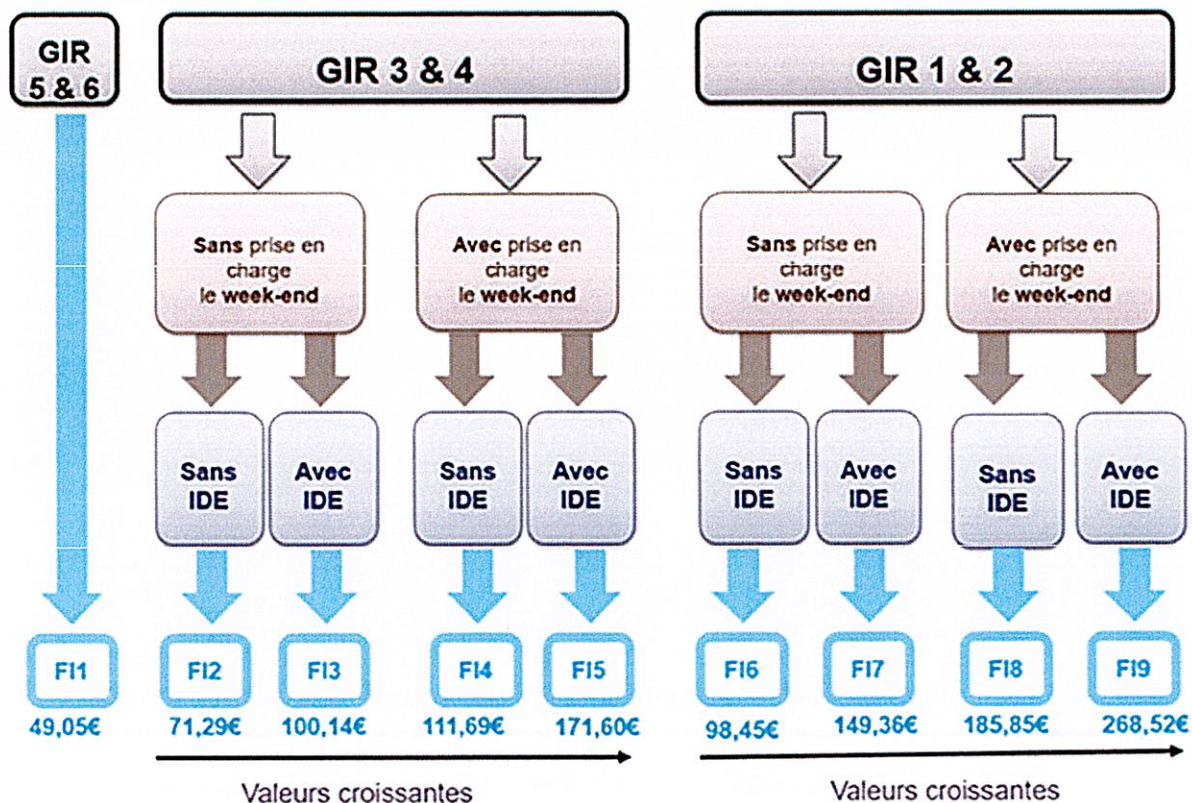 GIR
5 & 6
GIR 3 & 4
GIR 1 & 2
Sans prise en
charge
le week-end
Avec prise en
charge
le week-end
Sans prise en
charge
le week-end
Avec prise en
charge
le week-end
Sans
IDE
Avec
IDE
Sans
IDE
Avec
IDE
Sans
IDE
Avec
IDE
Sans
IDE
Avec
IDE
FI1
FI2
FI3
FI4
FI5
FI6
FI7
FI8
FI9
49,05€
71,29€
100,14€
111,69€
171,60€
98,45€
149,36€
185,85€
268,52€
Valeurs croissantes
Valeurs croissantes